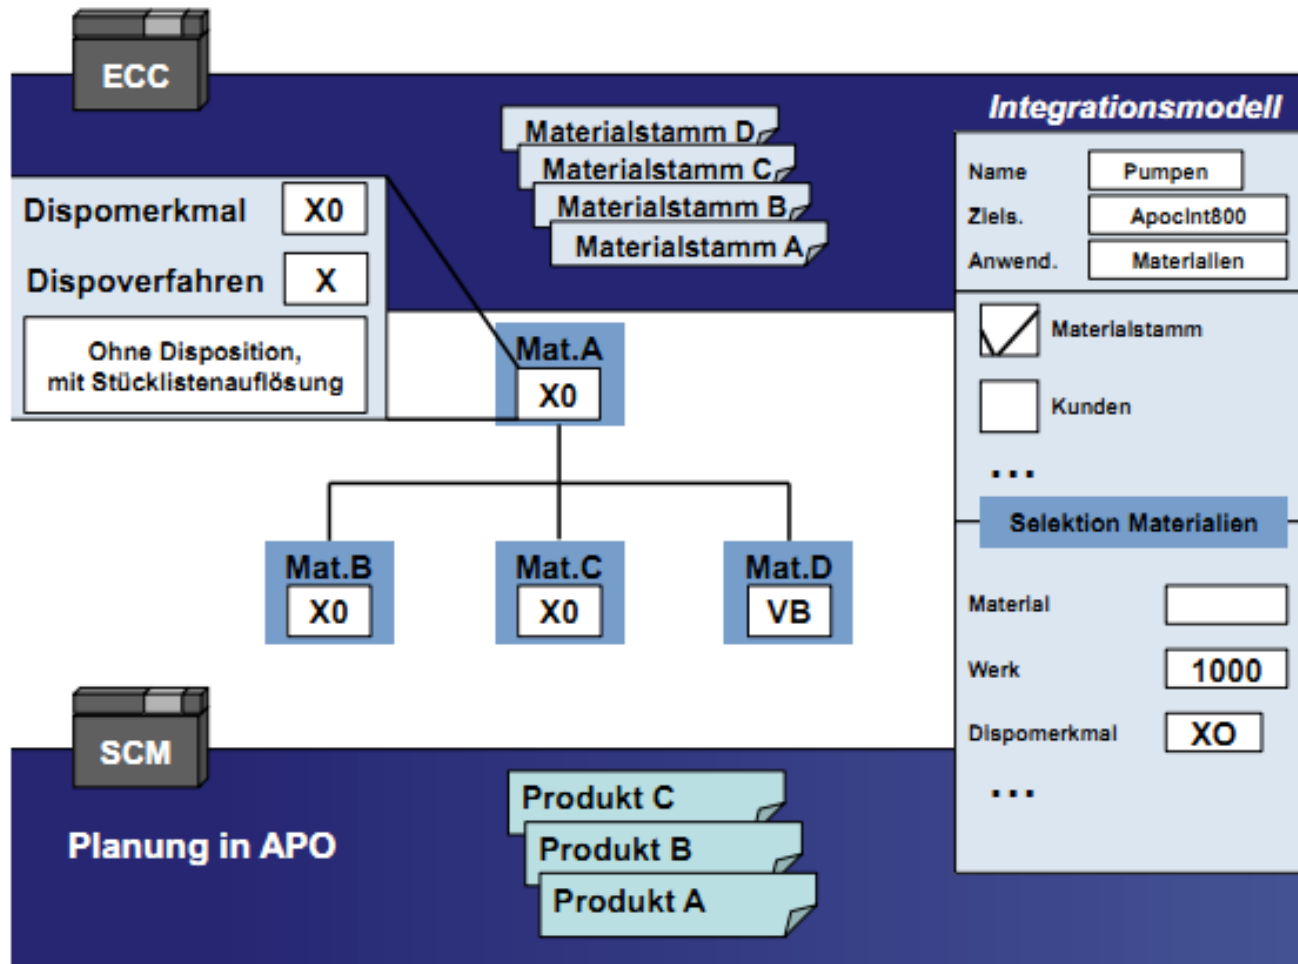 ECC
Integrationsmodell
Materialstamm D
Materialstamm C
Materialstamm B
Materialstamm A
Name Pumpen
Ziels. ApocInt800
Anwend. Materialien
Dispomerkmal X0
Dispoverfahren X
Ohne Disposition,
mit Stücklistenauflösung
Mat.A
X0
Materialstamm
Kunden
...
Selektion Materialien
Mat.B
X0
Mat.C
X0
Mat.D
VB
Material
Werk 1000
Dispomerkmal XO
...
SCM
Planung in APO
Produkt C
Produkt B
Produkt A